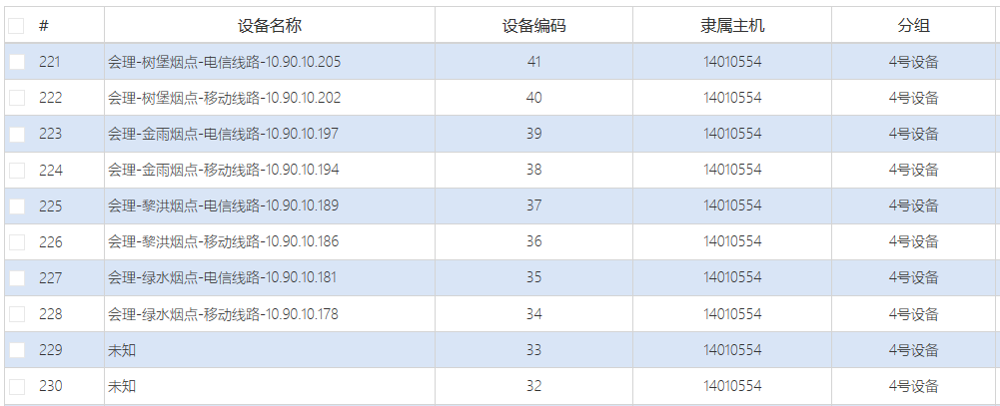 # 设备名称 设备编码 隶属主机 分组
221 会理-树堡烟点-电信线路-10.90.10.205 41 14010554 4号设备
222 会理-树堡烟点-移动线路-10.90.10.202 40 14010554 4号设备
223 会理-金雨烟点-电信线路-10.90.10.197 39 14010554 4号设备
224 会理-金雨烟点-移动线路-10.90.10.194 38 14010554 4号设备
225 会理-黎洪烟点-电信线路-10.90.10.189 37 14010554 4号设备
226 会理-黎洪烟点-移动线路-10.90.10.186 36 14010554 4号设备
227 会理-绿水烟点-电信线路-10.90.10.181 35 14010554 4号设备
228 会理-绿水烟点-移动线路-10.90.10.178 34 14010554 4号设备
229 未知 33 14010554 4号设备
230 未知 32 14010554 4号设备